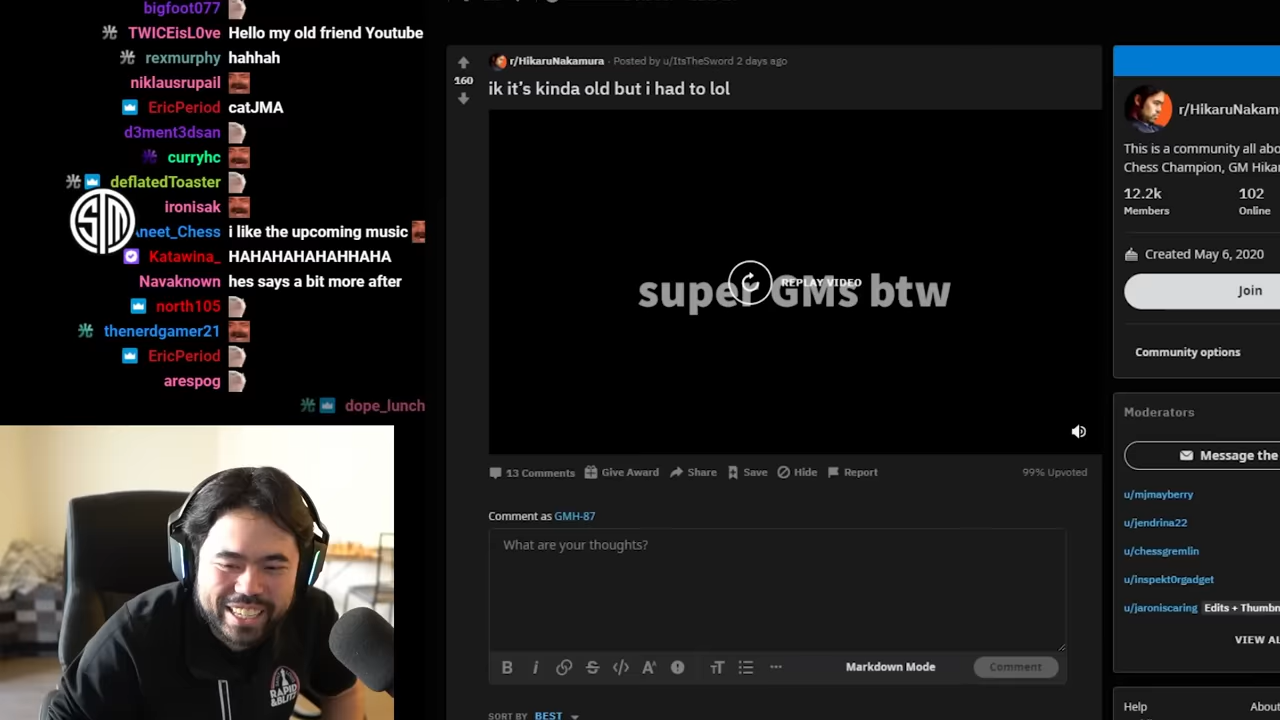 bigfoot077
TWICEisL0ve Hello my old friend Youtube
rexmurphy hahhah
niklausrupail
EricPeriod catJMA
d3ment3dsan
curryhc
deflatedToaster
ironisak
neet_Chess i like the upcoming music
Katawina_ HAHAHAHAHAHHAHA
Navaknown hes says a bit more after
north105
thenerdgamer21
EricPeriod
arespog
dope_lunch
TSM
RAPID
&BLITZ
160
r/HikaruNakamura · Posted by u/ItsTheSword 2 days ago
ik it's kinda old but i had to lol
super GMs btw
REPLAY VIDEO
13 Comments Give Award Share Save Hide Report 99% Upvoted
Comment as GMH-87
What are your thoughts?
Markdown Mode Comment
SORT BY BEST
r/HikaruNakam
This is a community all abo
Chess Champion, GM Hika
12.2k 102
Members Online
Created May 6, 2020
Join
Community options
Moderators
Message the
u/mjmayberry
u/jendrina22
u/chessgremlin
u/inspekt0rgadget
u/jaroniscaring Edits + Thumbn
VIEW AL
Help About